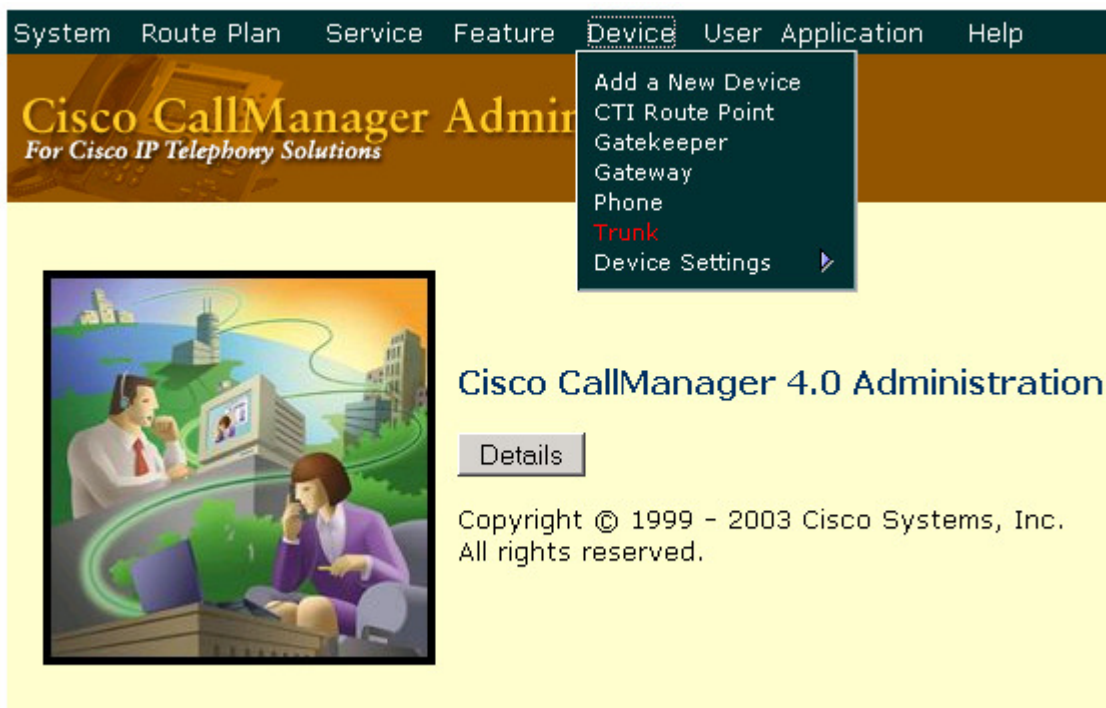 System Route Plan Service Feature Device User Application Help
Cisco CallManager Admin
For Cisco IP Telephony Solutions
Add a New Device
CTI Route Point
Gatekeeper
Gateway
Phone
Trunk
Device Settings
Cisco CallManager 4.0 Administration
Details
Copyright © 1999 - 2003 Cisco Systems, Inc.
All rights reserved.